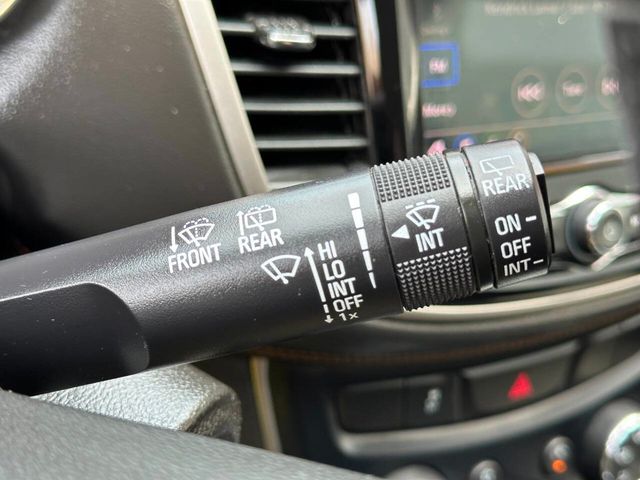 FRONT
REAR
HI
LO
INT
OFF
1x
INT
REAR
ON
OFF
INT